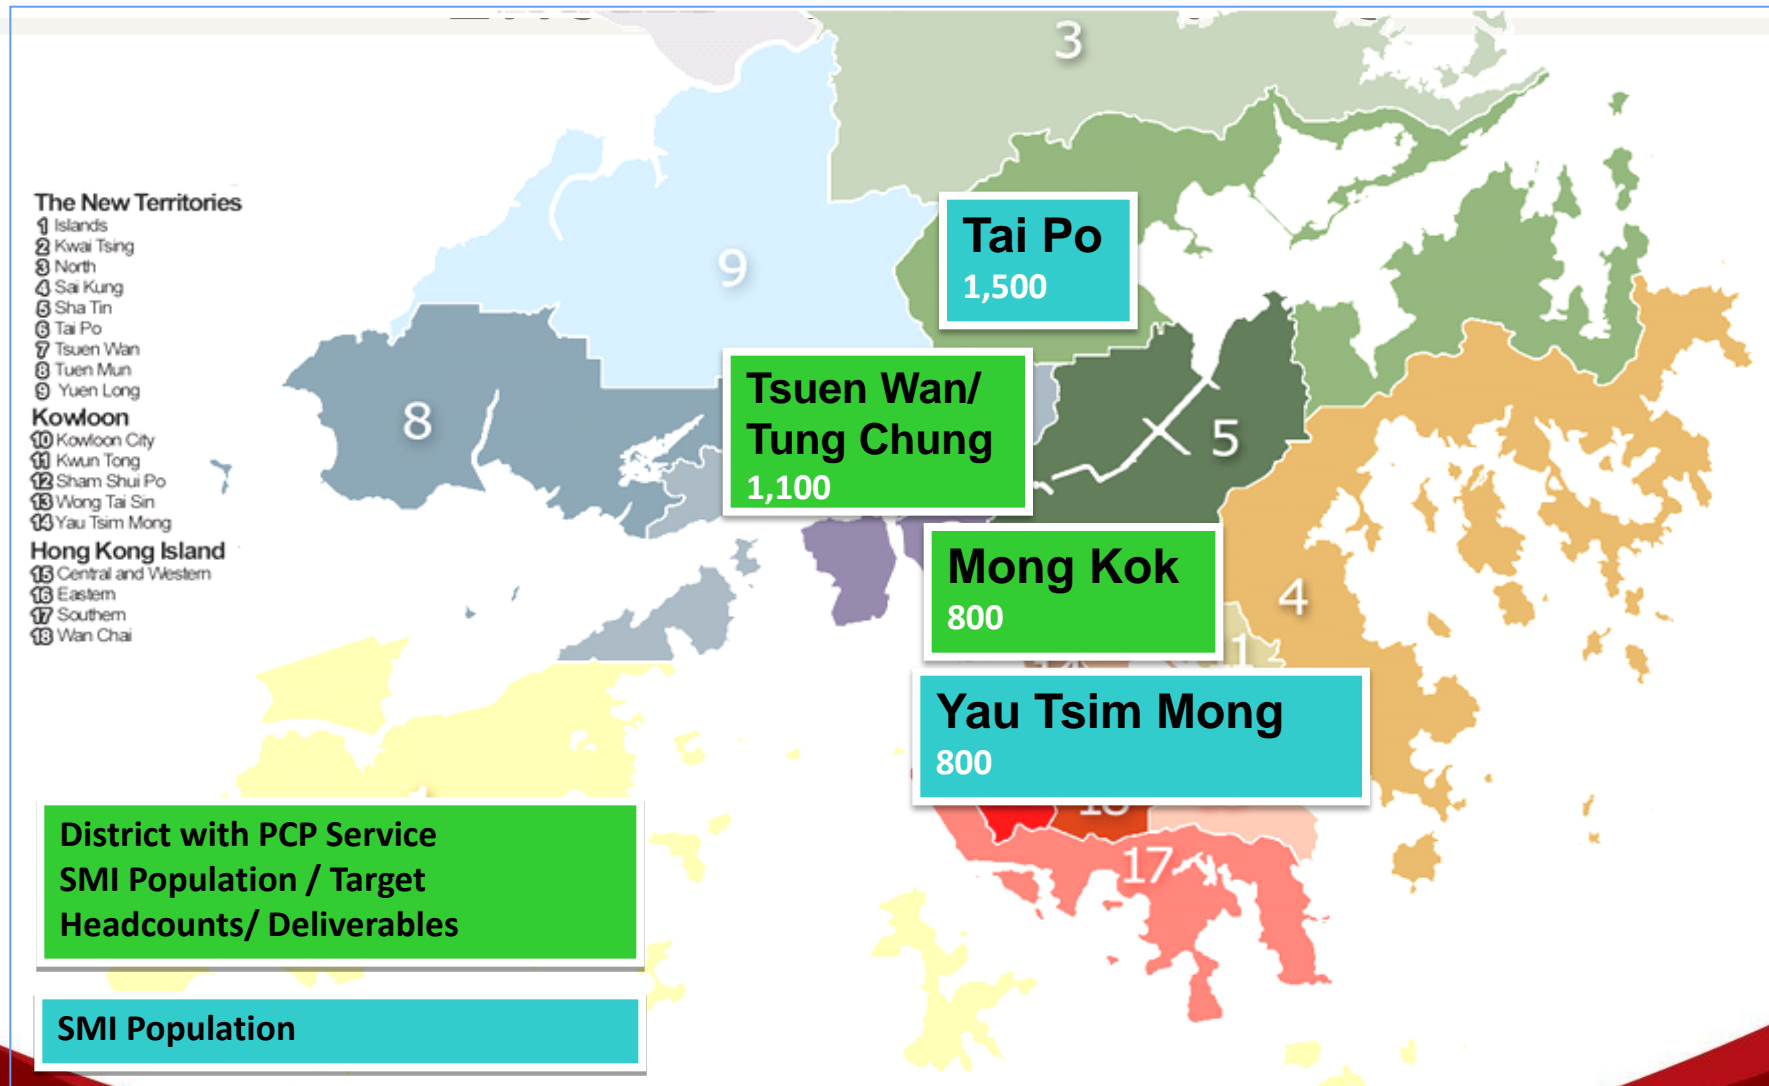 The New Territories
1 Islands
2 Kwai Tsing
3 North
4 Sai Kung
5 Sha Tin
6 Tai Po
7 Tsuen Wan
8 Tuen Mun
9 Yuen Long
Kowloon
10 Kowloon City
11 Kwun Tong
12 Sham Shui Po
13 Wong Tai Sin
14 Yau Tsim Mong
Hong Kong Island
15 Central and Western
16 Eastern
17 Southern
18 Wan Chai
3
9
Tai Po
1,500
8
Tsuen Wan/
Tung Chung
1,100
5
Mong Kok
800
4
Yau Tsim Mong
800
18
17
District with PCP Service
SMI Population / Target
Headcounts/ Deliverables
SMI Population